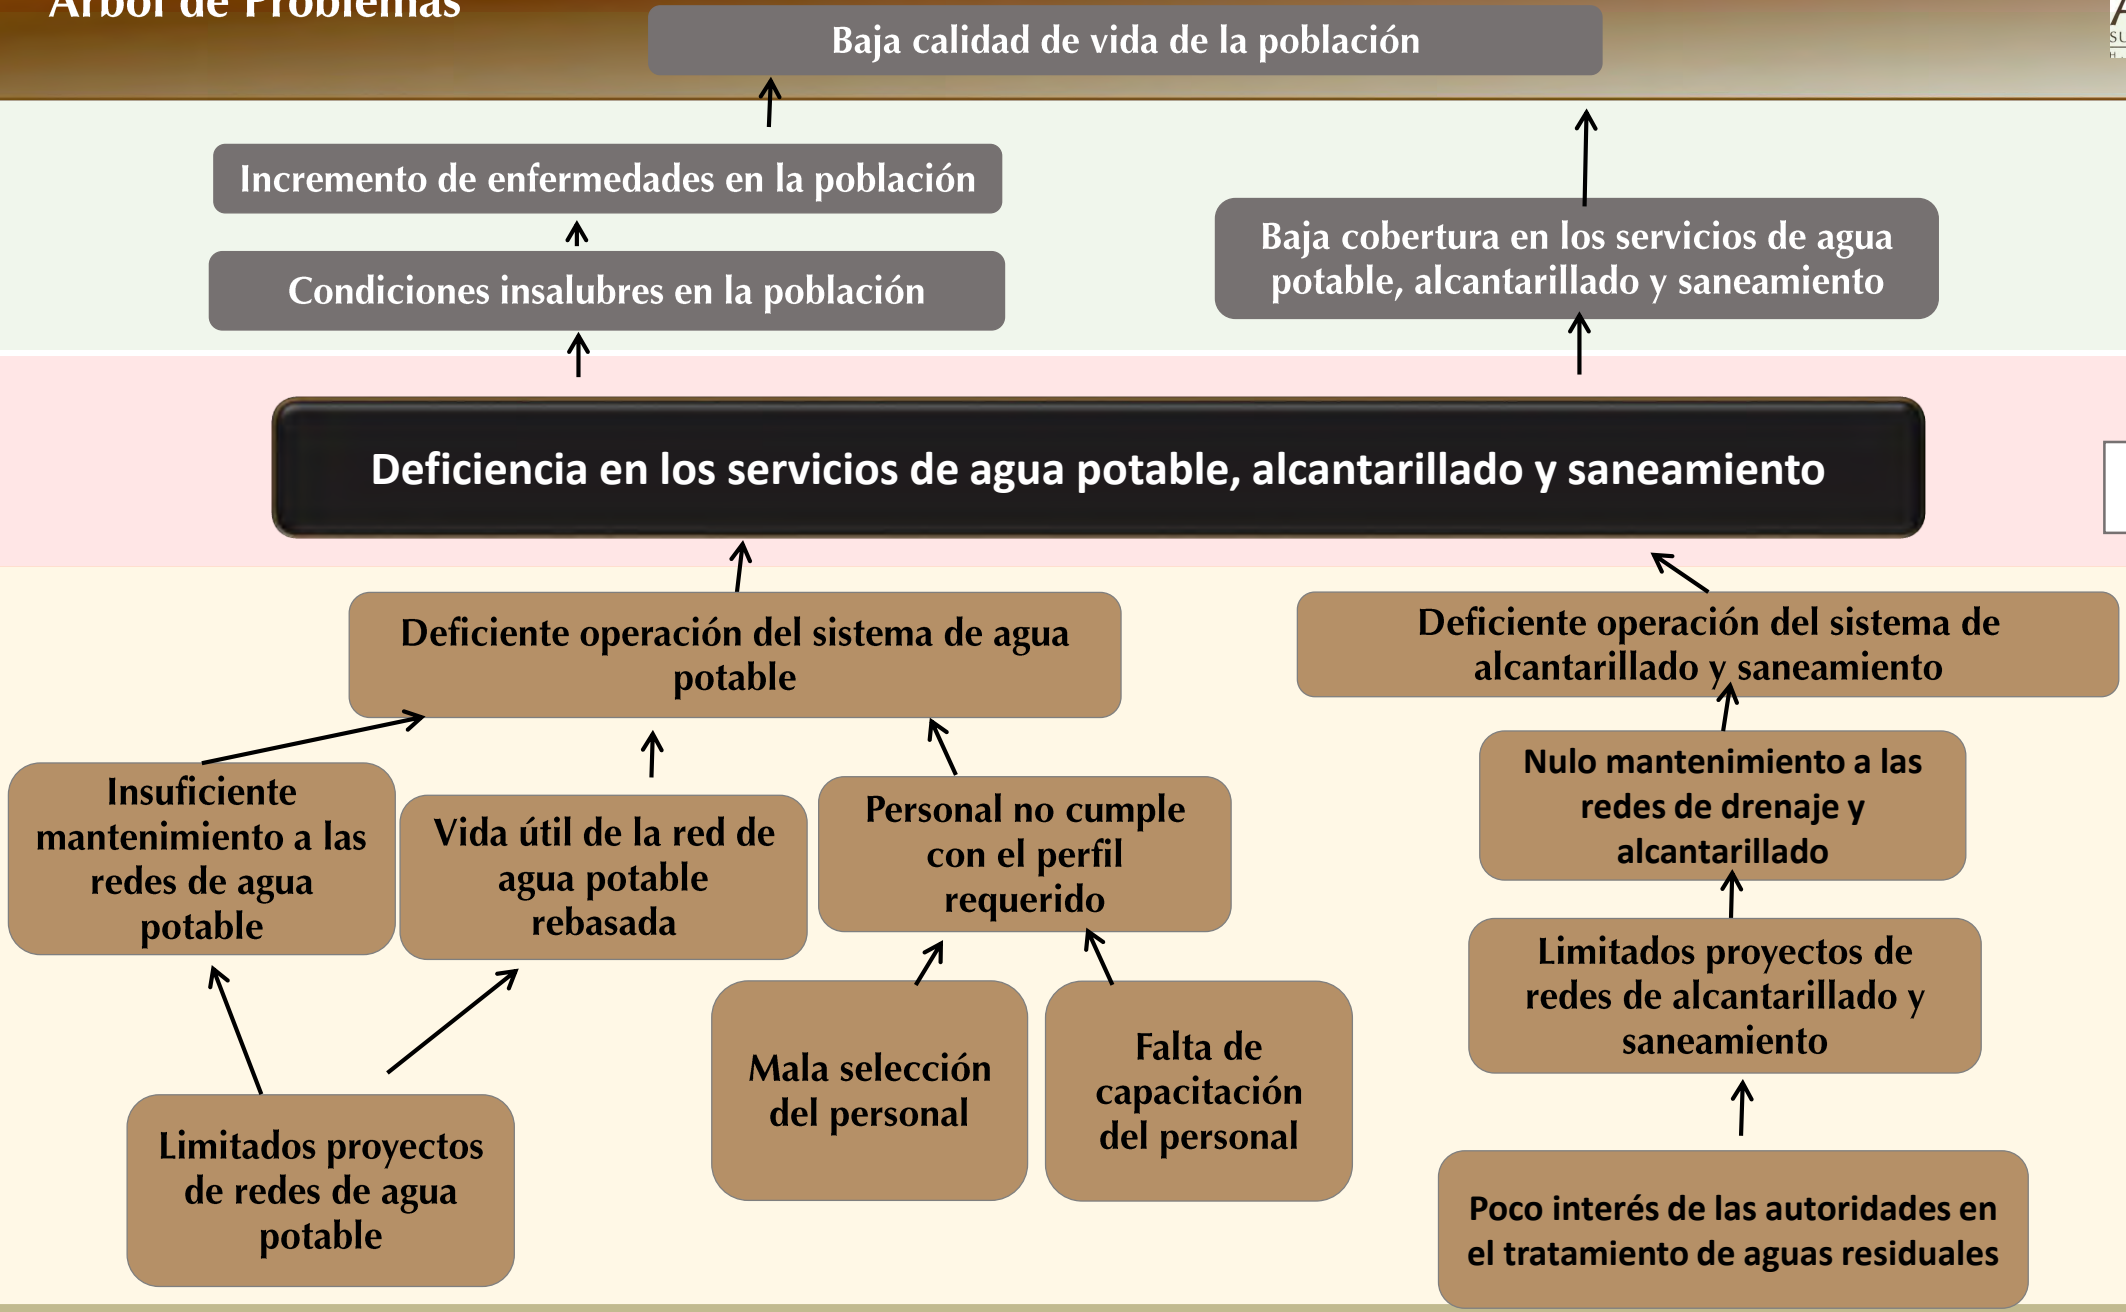 Árbol de Problemas
Baja calidad de vida de la población
Incremento de enfermedades en la población
Condiciones insalubres en la población
Baja cobertura en los servicios de agua
potable, alcantarillado y saneamiento
Deficiencia en los servicios de agua potable, alcantarillado y saneamiento
Deficiente operación del sistema de agua
potable
Deficiente operación del sistema de
alcantarillado y saneamiento
Insuficiente
mantenimiento a las
redes de agua
potable
Vida útil de la red de
agua potable
rebasada
Personal no cumple
con el perfil
requerido
Nulo mantenimiento a las
redes de drenaje y
alcantarillado
Limitados proyectos de
redes de alcantarillado y
saneamiento
Limitados proyectos
de redes de agua
potable
Mala selección
del personal
Falta de
capacitación
del personal
Poco interés de las autoridades en
el tratamiento de aguas residuales